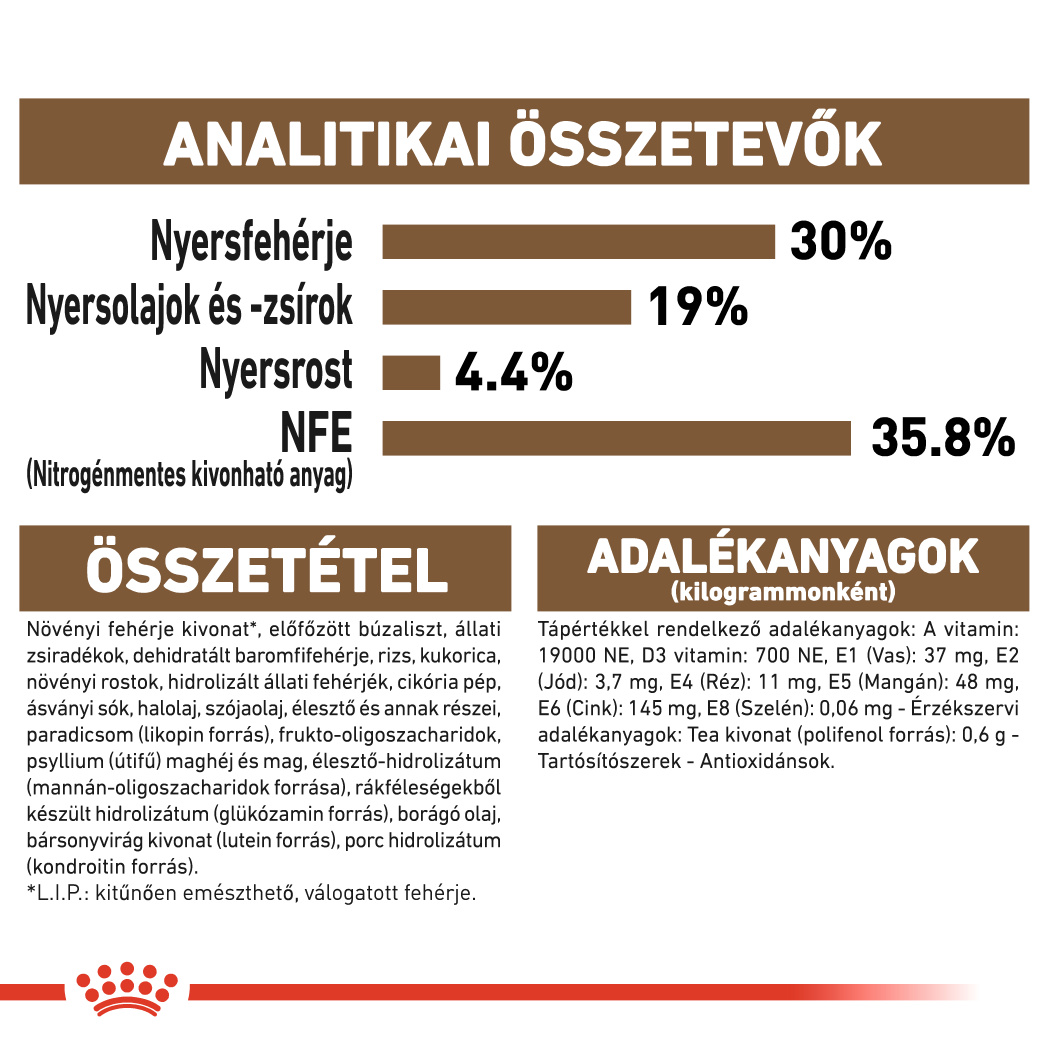 ANALITIKAI ÖSSZETEVŐK
Nyersfehérje 30%
Nyersolajok és -zsírok 19%
Nyersrost 4.4%
NFE 35.8%
(Nitrogénmentes kivonható anyag)
ÖSSZETÉTEL
Növényi fehérje kivonat*, előfőzött búzaliszt, állati
zsiradékok, dehidratált baromfifehérje, rizs, kukorica,
növényi rostok, hidrolizált állati fehérjék, cikória pép,
ásványi sók, halolaj, szójaolaj, élesztő és annak részei,
paradicsom (likopin forrás), frukto-oligoszacharidok,
psyllium (útifű) maghéj és mag, élesztő-hidrolizátum
(mannán-oligoszacharidok forrása), rákféleségekből
készült hidrolizátum (glükózamin forrás), borágó olaj,
bársonyvirág kivonat (lutein forrás), porc hidrolizátum
(kondroitin forrás).
*L.I.P.: kitűnően emészthető, válogatott fehérje.
ADALÉKANYAGOK
(kilogrammonként)
Tápértékkel rendelkező adalékanyagok: A vitamin:
19000 NE, D3 vitamin: 700 NE, E1 (Vas): 37 mg, E2
(Jód): 3,7 mg, E4 (Réz): 11 mg, E5 (Mangán): 48 mg,
E6 (Cink): 145 mg, E8 (Szelén): 0,06 mg - Érzékszervi
adalékanyagok: Tea kivonat (polifenol forrás): 0,6 g -
Tartósítószerek - Antioxidánsok.